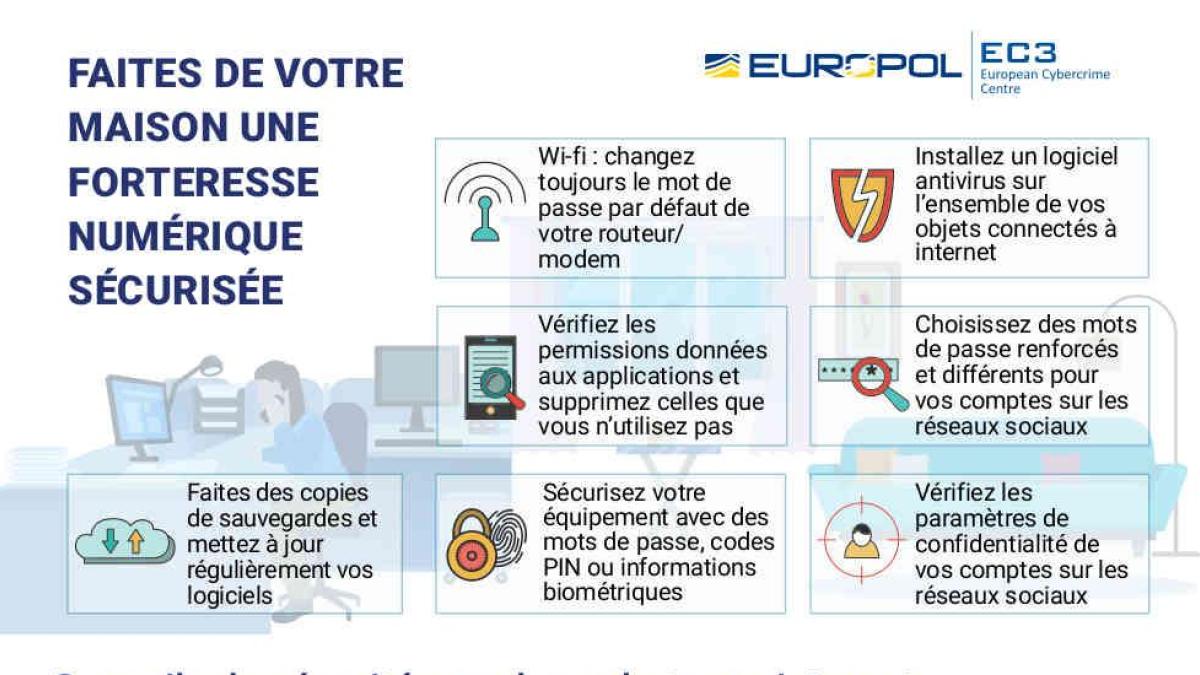 FAITES DE VOTRE
MAISON UNE
FORTERESSE
NUMÉRIQUE
SÉCURISÉE
EUROPOL
EC3
European Cybercrime
Centre
Wi-fi : changez
toujours le mot de
passe par défaut de
votre routeur/
modem
Installez un logiciel
antivirus sur
l'ensemble de vos
objets connectés à
internet
Vérifiez les
permissions données
aux applications et
supprimez celles que
vous n'utilisez pas
Choisissez des mots
de passe renforcés
et différents pour
vos comptes sur les
réseaux sociaux
Faites des copies
de sauvegardes et
mettez à jour
régulièrement vos
logiciels
Sécurisez votre
équipement avec des
mots de passe, codes
PIN ou informations
biométriques
Vérifiez les
paramètres de
confidentialité de
vos comptes sur les
réseaux sociaux